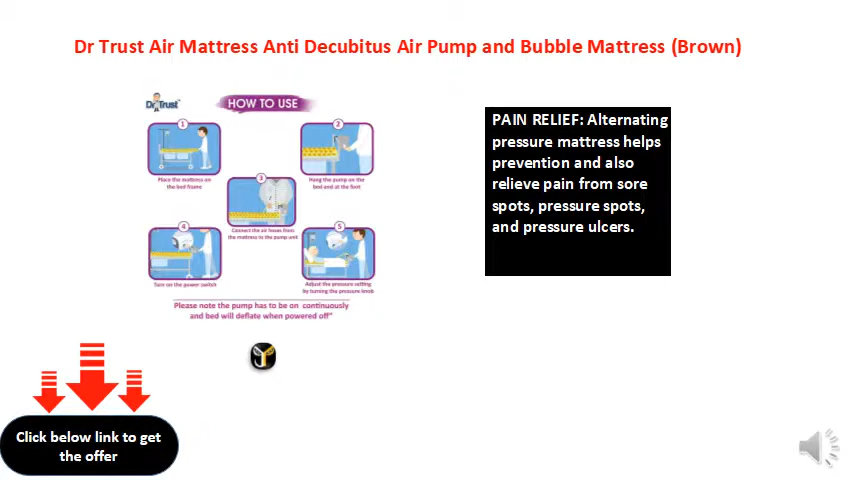 Dr Trust Air Mattress Anti Decubitus Air Pump and Bubble Mattress (Brown)
Dr Trust
HOW TO USE
1
Place the mattress on
the bed frame
2
Hang the pump on the
bed end at the foot
3
Connect the air hoses from
the mattress to the pump unit
4
Turn on the power switch
5
Adjust the pressure setting
by turning the pressure knob
Please note the pump has to be on continuously
and bed will deflate when powered off"
PAIN RELIEF: Alternating
pressure mattress helps
prevention and also
relieve pain from sore
spots, pressure spots,
and pressure ulcers.
Click below link to get
the offer